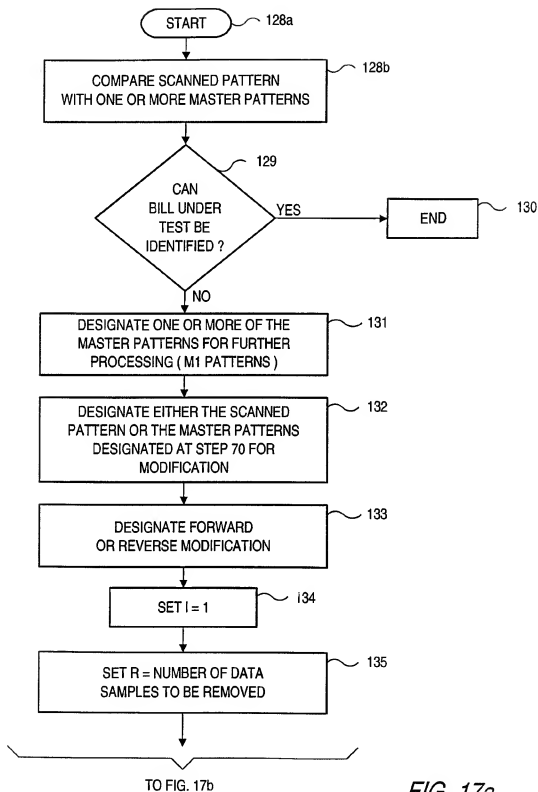 START
128a
COMPARE SCANNED PATTERN
WITH ONE OR MORE MASTER PATTERNS
128b
129
CAN
BILL UNDER
TEST BE
IDENTIFIED ?
YES
END
130
NO
DESIGNATE ONE OR MORE OF THE
MASTER PATTERNS FOR FURTHER
PROCESSING ( M1 PATTERNS )
131
DESIGNATE EITHER THE SCANNED
PATTERN OR THE MASTER PATTERNS
DESIGNATED AT STEP 70 FOR
MODIFICATION
132
DESIGNATE FORWARD
OR REVERSE MODIFICATION
133
SET I = 1
134
SET R = NUMBER OF DATA
SAMPLES TO BE REMOVED
135
TO FIG. 17b
FIG. 17a